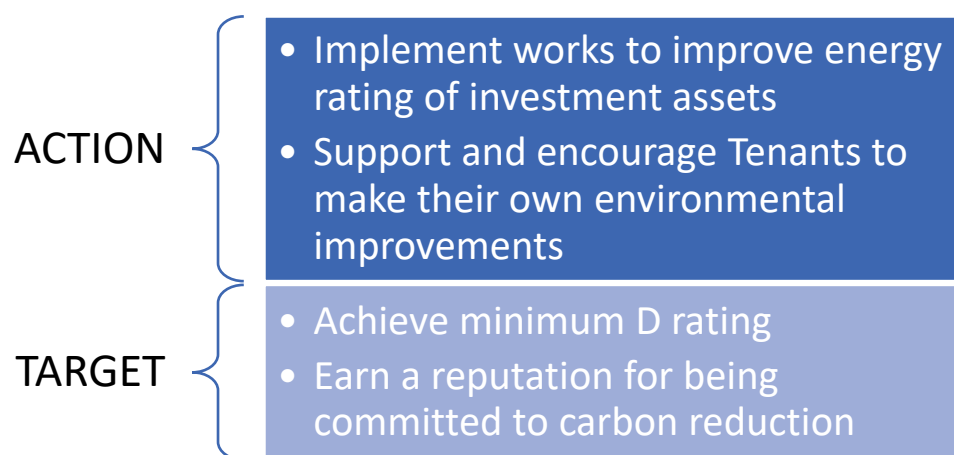 ACTION
• Implement works to improve energy
rating of investment assets
• Support and encourage Tenants to
make their own environmental
improvements
TARGET
• Achieve minimum D rating
• Earn a reputation for being
committed to carbon reduction